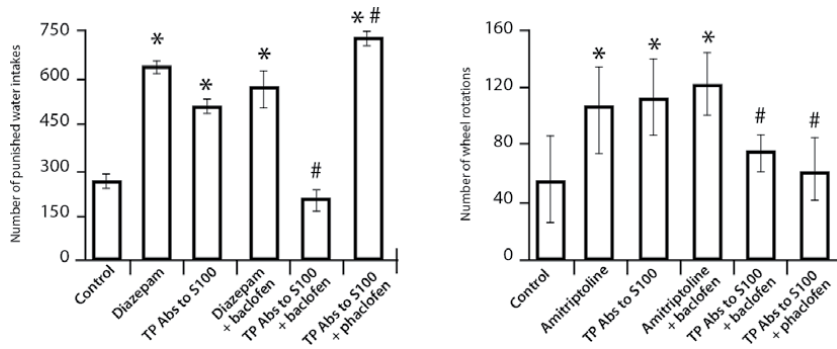 Number of punished water intakes
750
600
450
300
150
0
*
*
*
#
* #
Control
Diazepam
TP Abs to S100
Diazepam
+ baclofen
TP Abs to S100
+ baclofen
TP Abs to S100
+ phaclofen
Number of wheel rotations
160
120
80
40
0
*
*
*
#
#
Control
Amitriptoline
TP Abs to S100
Amitriptoline
+ baclofen
TP Abs to S100
+ baclofen
TP Abs to S100
+ phaclofen